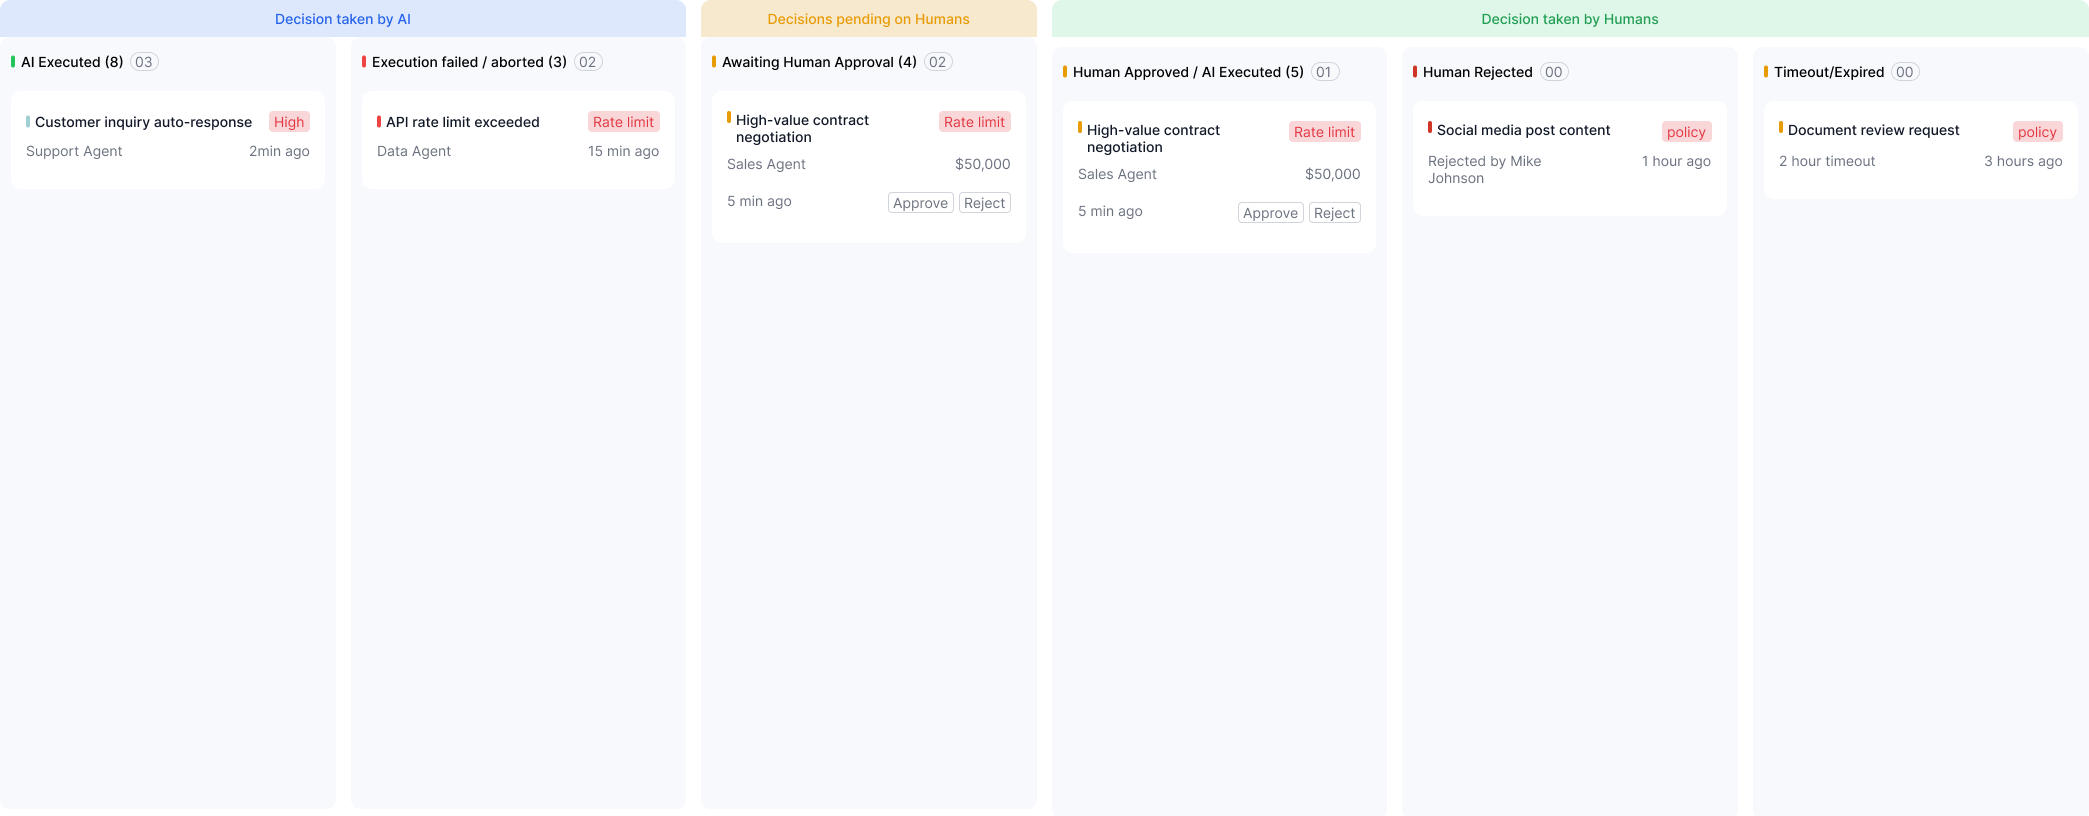 Decision taken by AI
Decisions pending on Humans
Decision taken by Humans
AI Executed (8) 03
Customer inquiry auto-response High
Support Agent 2min ago
Execution failed / aborted (3) 02
API rate limit exceeded Rate limit
Data Agent 15 min ago
Awaiting Human Approval (4) 02
High-value contract
negotiation
Rate limit
Sales Agent $50,000
5 min ago Approve Reject
Human Approved / AI Executed (5) 01
High-value contract
negotiation
Rate limit
Sales Agent $50,000
5 min ago Approve Reject
Human Rejected 00
Social media post content policy
Rejected by Mike
Johnson
1 hour ago
Timeout/Expired 00
Document review request policy
2 hour timeout 3 hours ago